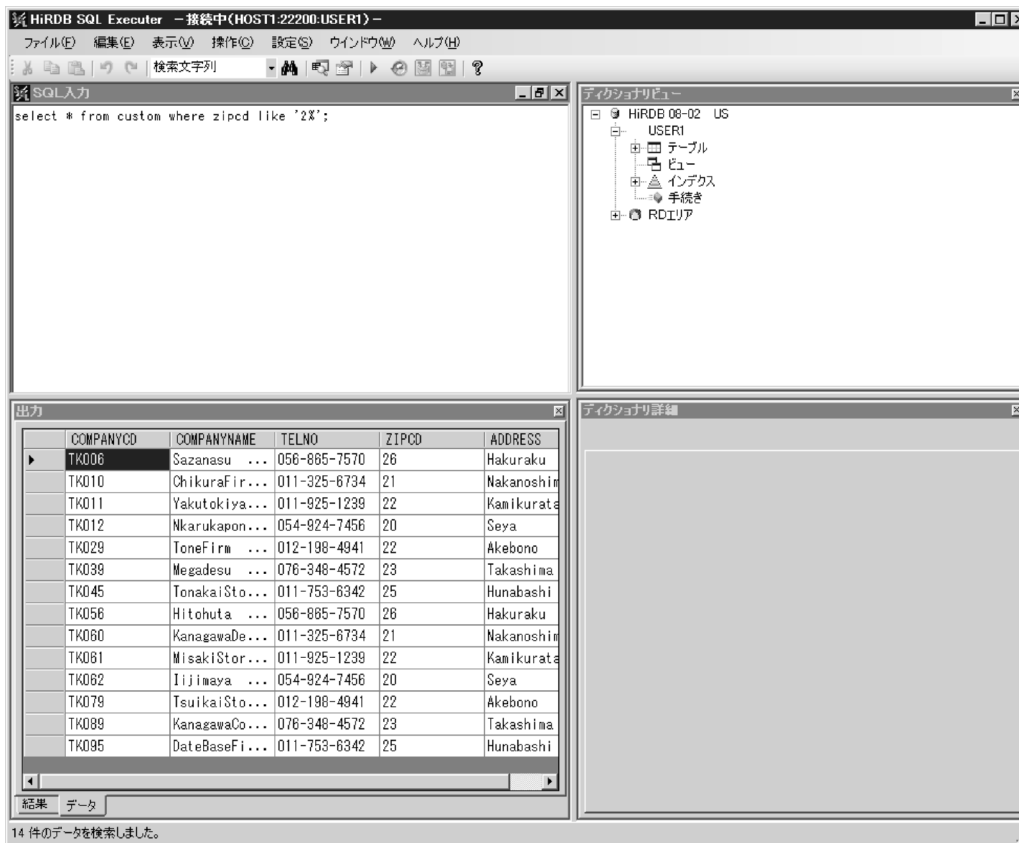 HiRDB SQL Executer －接続中(HOST1:22200:USER1)－
ファイル(F) 編集(E) 表示(V) 操作(C) 設定(S) ウインドウ(W) ヘルプ(H)
検索文字列
SQL入力
select * from custom where zipcd like '2%';
ディクショナリビュー
HiRDB 08-02 US
USER1
テーブル
ビュー
インデクス
手続き
RDエリア
出力
COMPANYCD COMPANYNAME TELNO ZIPCD ADDRESS
TK006 Sazanasu ... 056-865-7570 26 Hakuraku
TK010 ChikuraFir... 011-325-6734 21 Nakanoshim
TK011 Yakutokiya... 011-925-1239 22 Kamikurata
TK012 Nkarukapon... 054-924-7456 20 Seya
TK029 ToneFirm ... 012-198-4941 22 Akebono
TK039 Megadesu ... 076-348-4572 23 Takashima
TK045 TonakaiSto... 011-753-6342 25 Hunabashi
TK056 Hitohuta ... 056-865-7570 26 Hakuraku
TK060 KanagawaDe... 011-325-6734 21 Nakanoshim
TK061 MisakiStor... 011-925-1239 22 Kamikurata
TK062 Iijimaya ... 054-924-7456 20 Seya
TK079 TsuikaiSto... 012-198-4941 22 Akebono
TK089 KanagawaCo... 076-348-4572 23 Takashima
TK095 DateBaseFi... 011-753-6342 25 Hunabashi
結果 データ
ディクショナリ詳細
14 件のデータを検索しました。